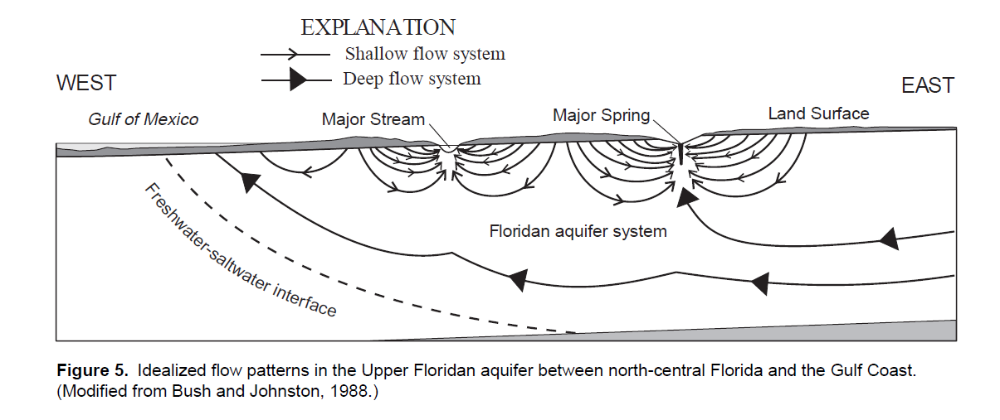 EXPLANATION
Shallow flow system
Deep flow system
WEST
EAST
Gulf of Mexico
Major Stream
Major Spring
Land Surface
Freshwater-saltwater interface
Floridan aquifer system
Figure 5. Idealized flow patterns in the Upper Floridan aquifer between north-central Florida and the Gulf Coast.
(Modified from Bush and Johnston, 1988.)